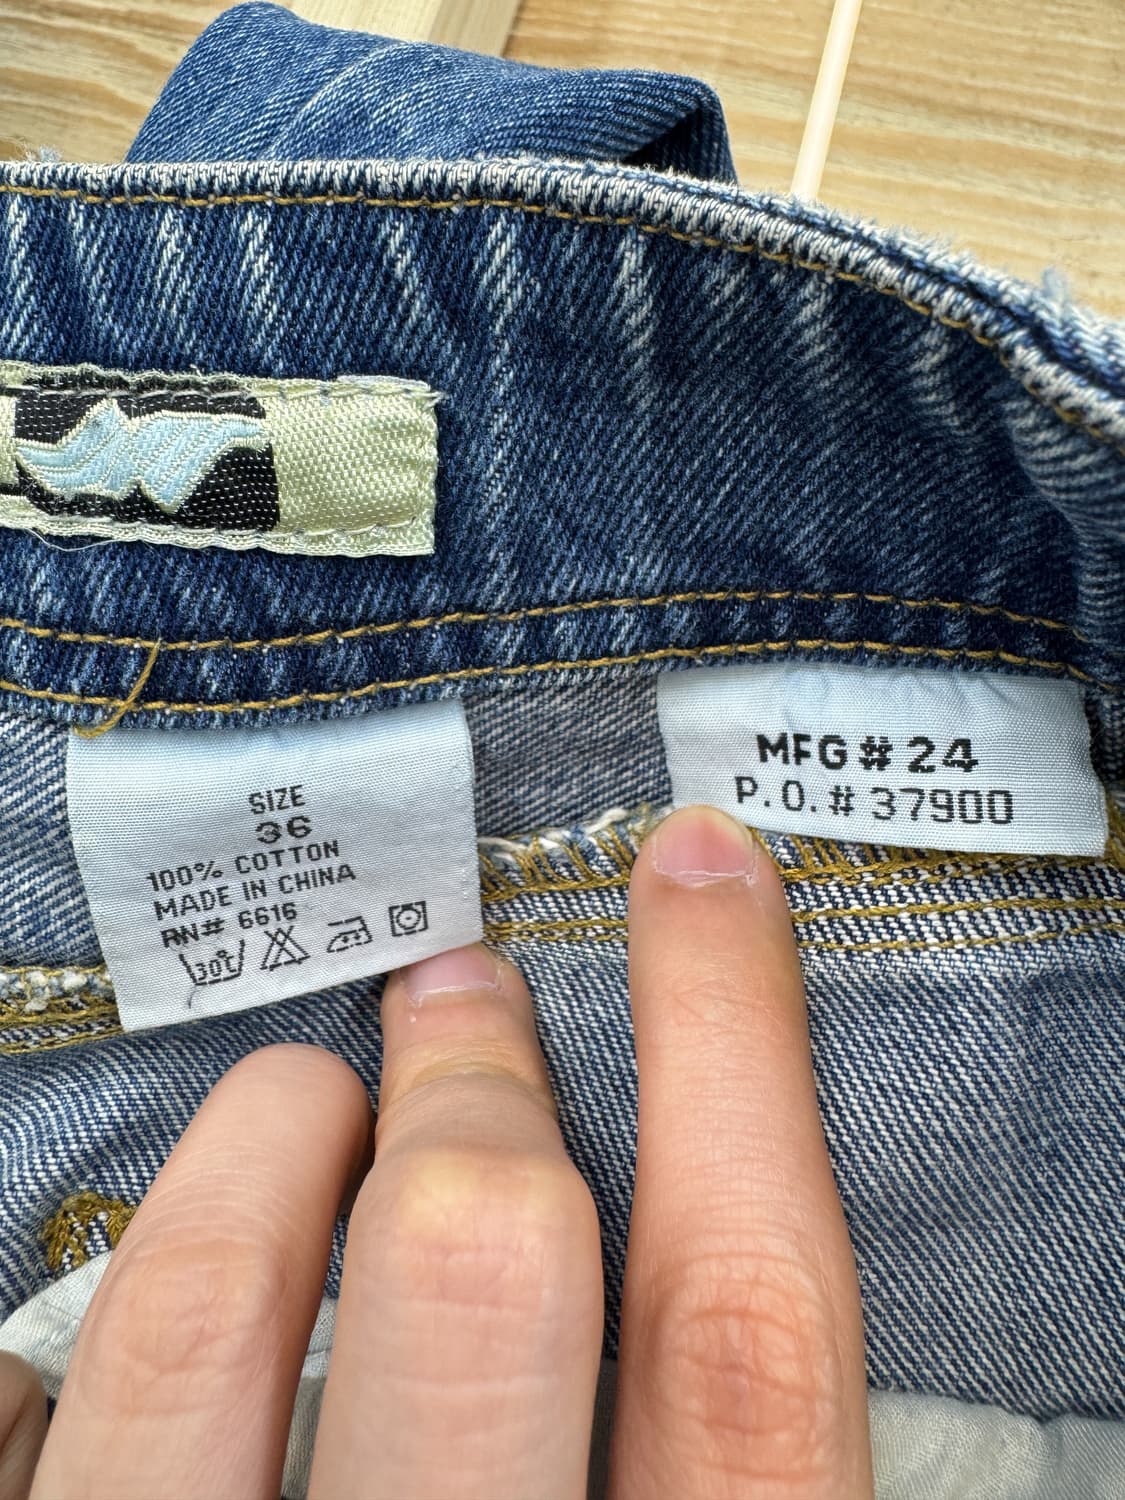 SIZE
36
100% COTTON
MADE IN CHINA
RN# 6616
30℃
MFG # 24
P.O.# 37900